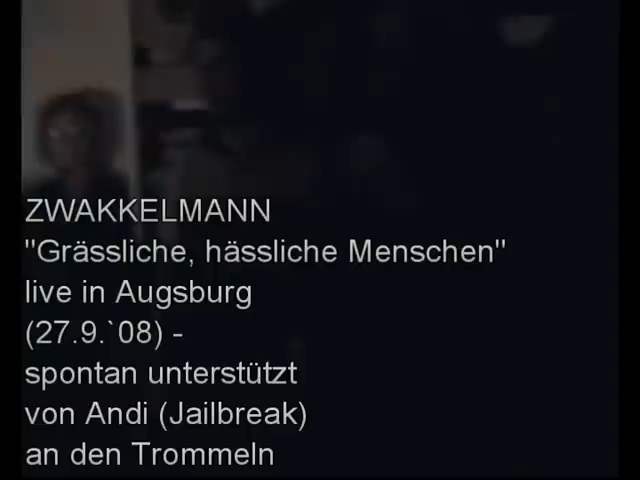 ZWAKKELMANN
"Grässliche, hässliche Menschen"
live in Augsburg
(27.9.`08) -
spontan unterstützt
von Andi (Jailbreak)
an den Trommeln